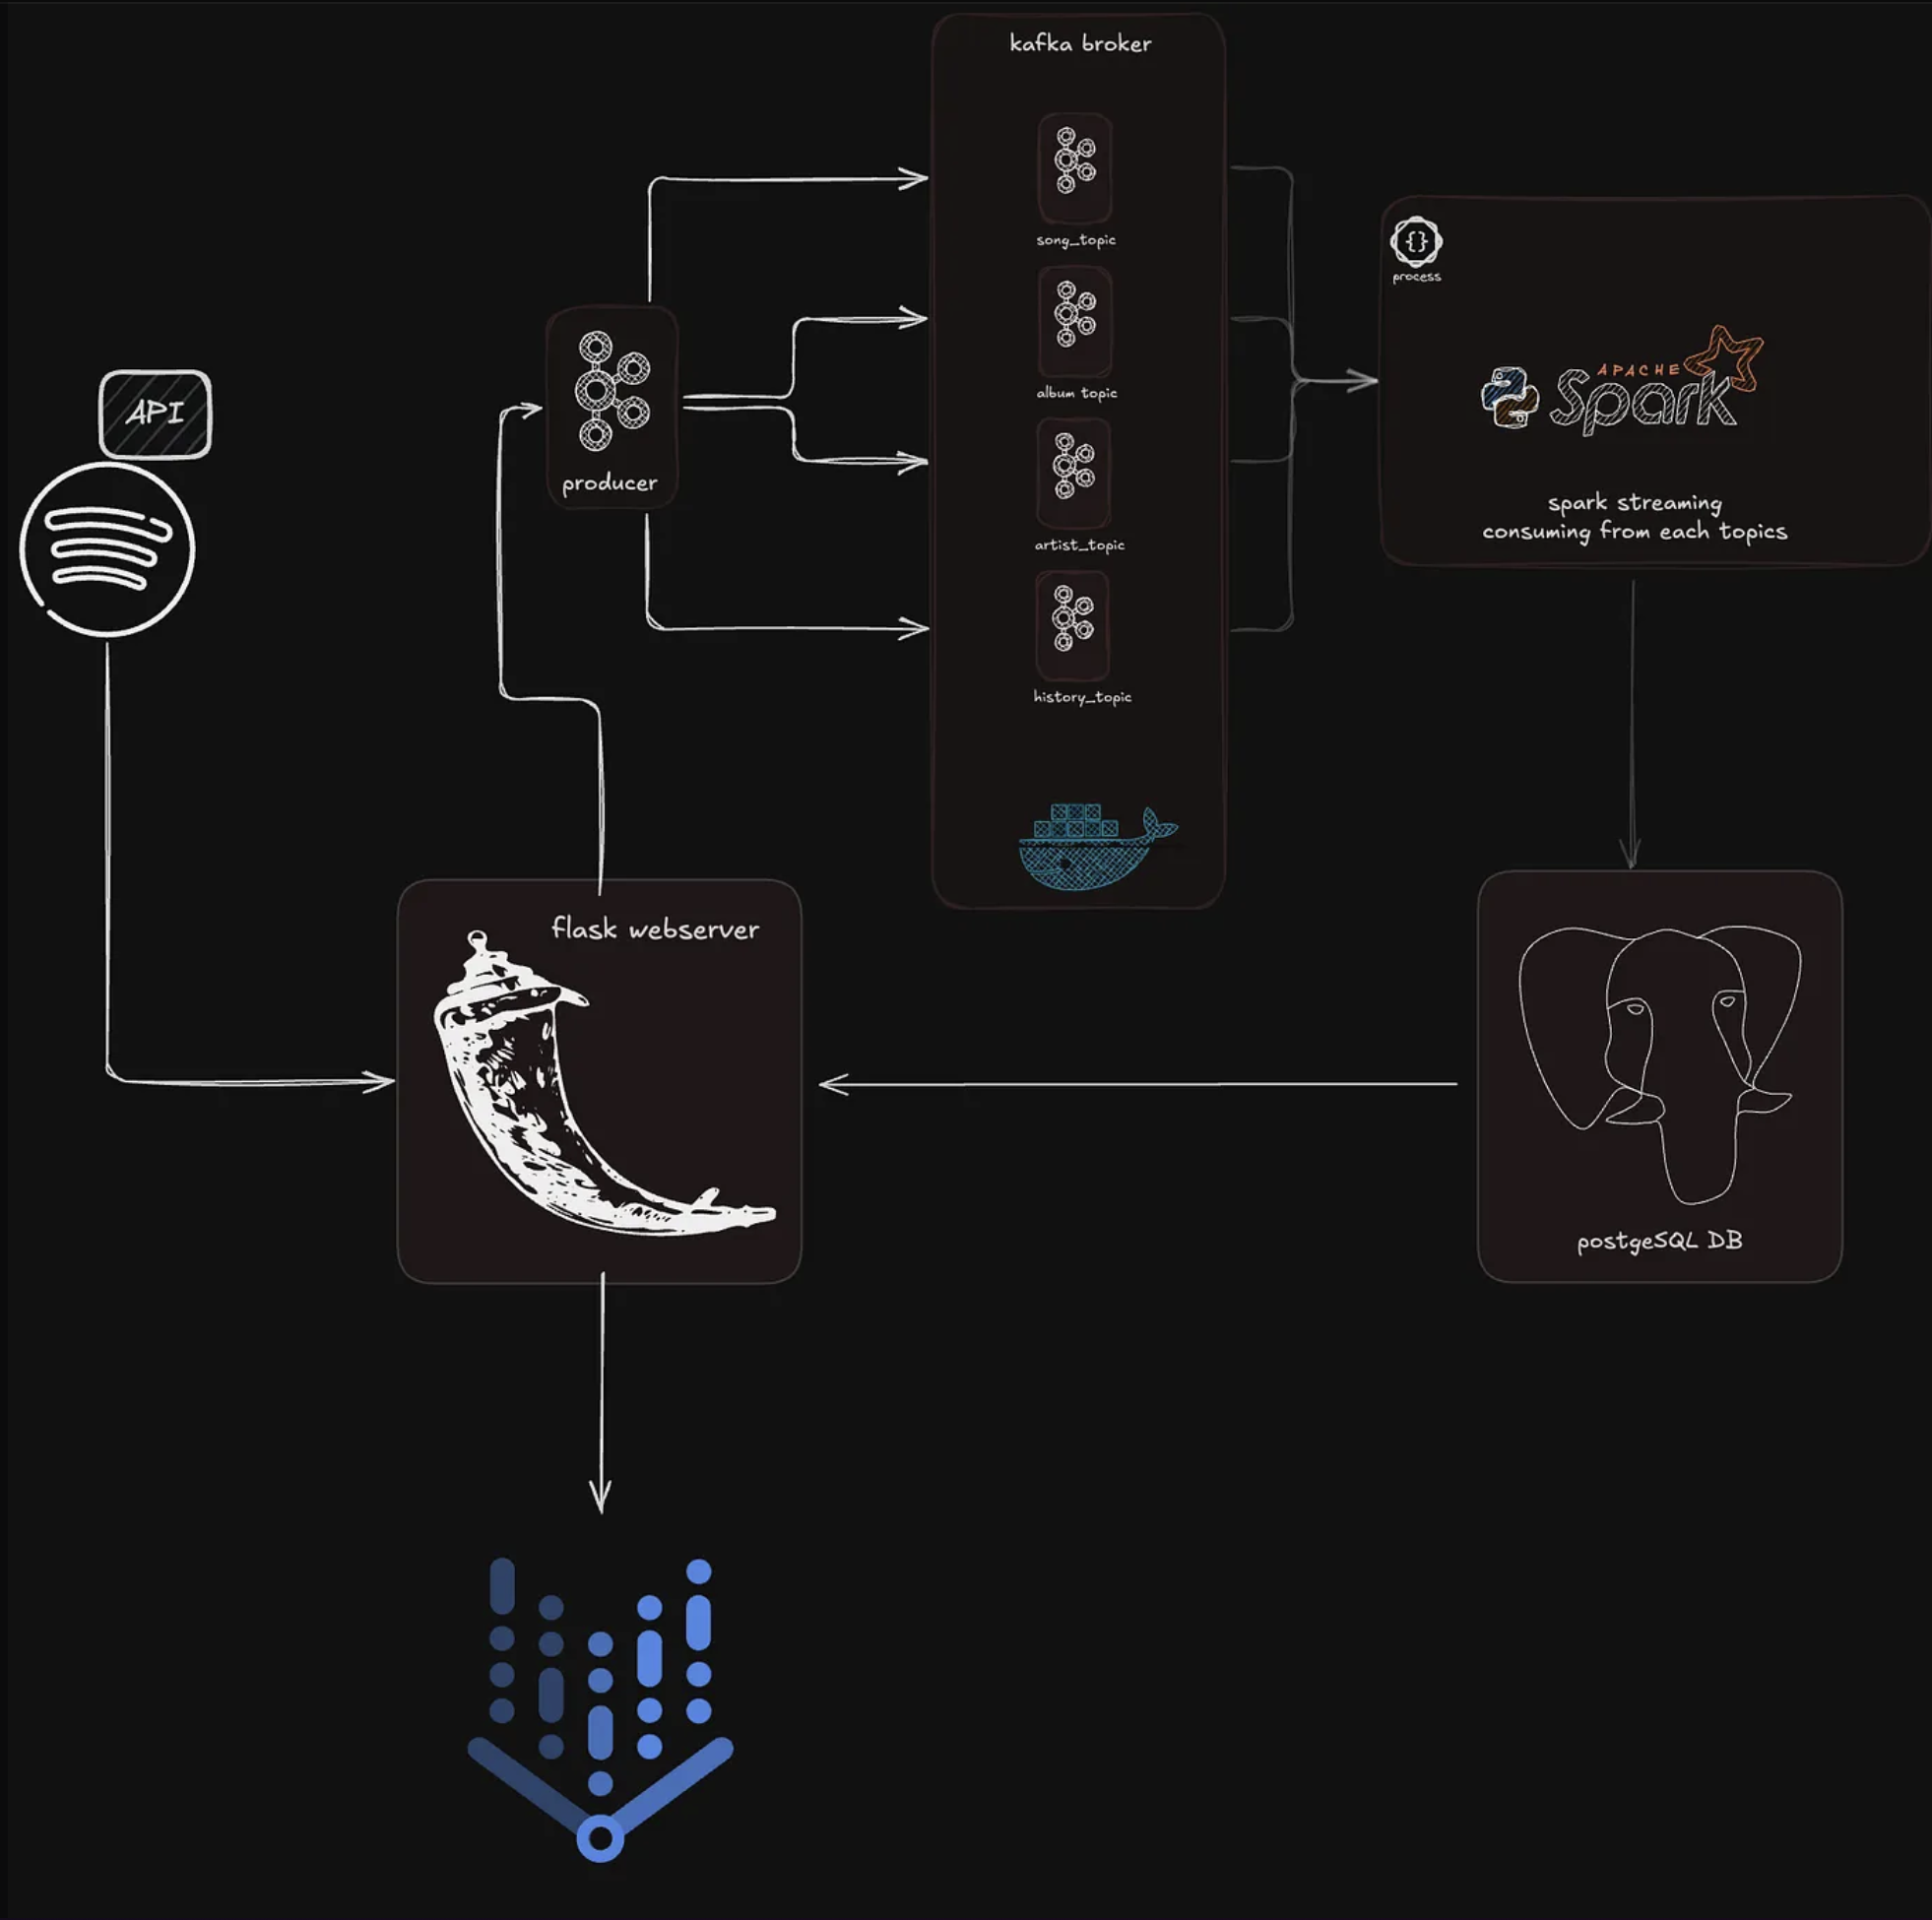 kafka broker
song_topic
process
API
APACHE
Spark
album topic
producer
spark streaming
consuming from each topics
artist_topic
history_topic
flask webserver
postgeSQL DB